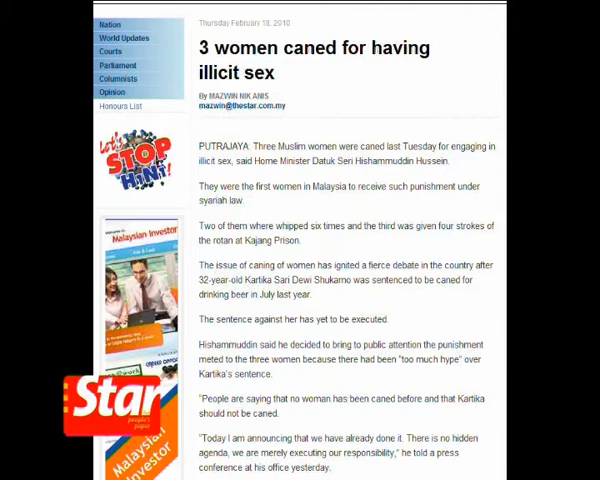 Nation
World Updates
Courts
Parliament
Columnists
Opinion
Honours List
Let's
STOP
H1N1!
Malaysian Investor
Star
people's
paper
Malaysian
Investor
Thursday February 18, 2010
3 women caned for having
illicit sex
By MAZWIN NIK ANIS
mazwin@thestar.com.my
PUTRAJAYA: Three Muslim women were caned last Tuesday for engaging in
illicit sex, said Home Minister Datuk Seri Hishammuddin Hussein.
They were the first women in Malaysia to receive such punishment under
syariah law.
Two of them where whipped six times and the third was given four strokes of
the rotan at Kajang Prison.
The issue of caning of women has ignited a fierce debate in the country after
32-year-old Kartika Sari Dewi Shukarno was sentenced to be caned for
drinking beer in July last year.
The sentence against her has yet to be executed.
Hishammuddin said he decided to bring to public attention the punishment
meted to the three women because there had been "too much hype" over
Kartika's sentence.
"People are saying that no woman has been caned before and that Kartika
should not be caned.
"Today I am announcing that we have already done it. There is no hidden
agenda, we are merely executing our responsibility," he told a press
conference at his office yesterday.